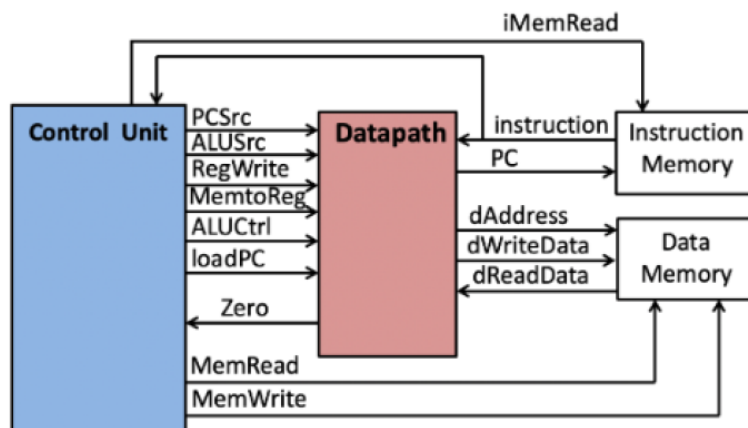 iMemRead
Control Unit
PCSrc
ALUSrc
RegWrite
MemtoReg
ALUCtrl
loadPC
Zero
MemRead
MemWrite
Datapath
instruction
PC
dAddress
dWriteData
dReadData
Instruction
Memory
Data
Memory